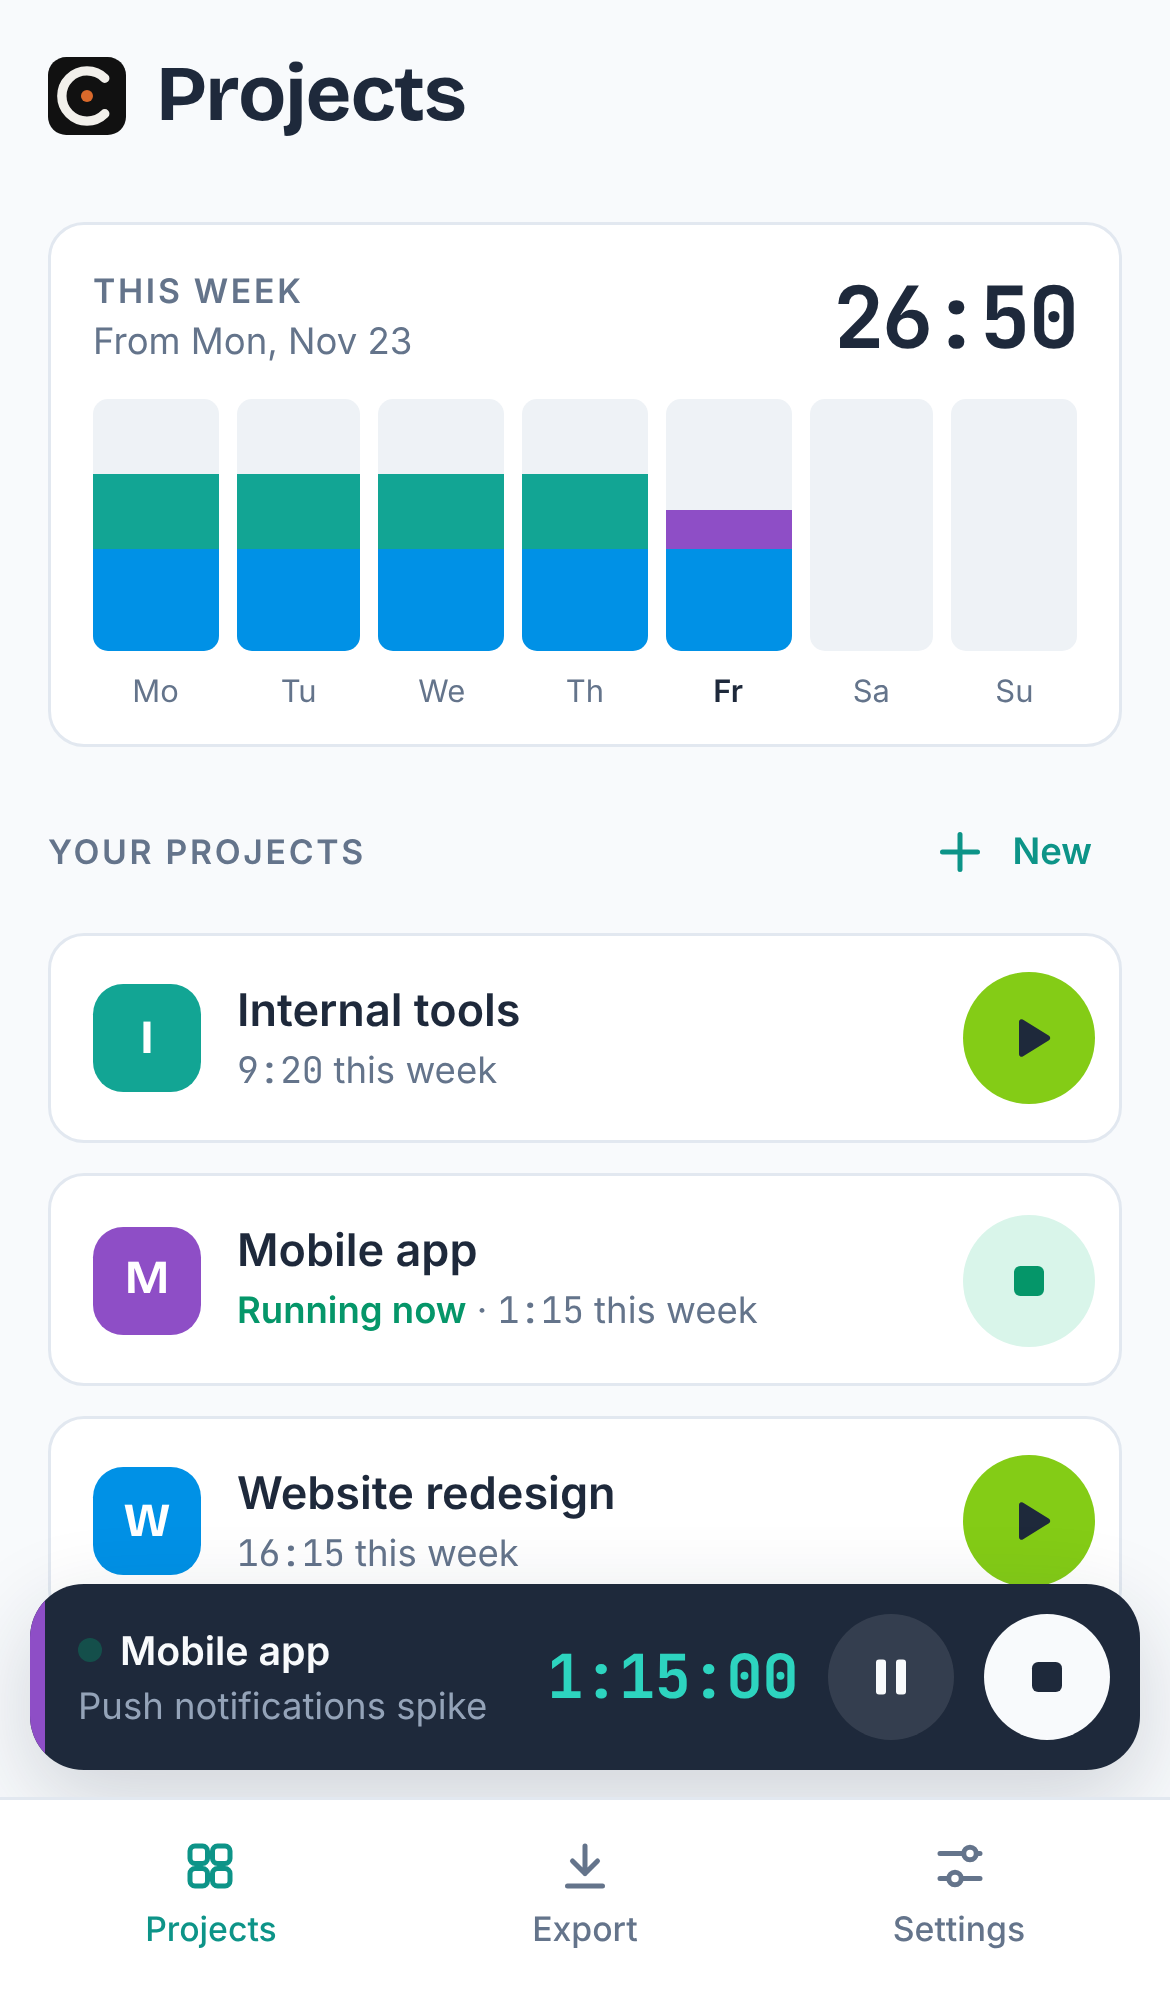 Projects
THIS WEEK
From Mon, Nov 23
26:50
Mo Tu We Th Fr Sa Su
YOUR PROJECTS
New
I
Internal tools
9:20 this week
M
Mobile app
Running now · 1:15 this week
W
Website redesign
16:15 this week
Mobile app
Push notifications spike
1:15:00
Projects Export Settings